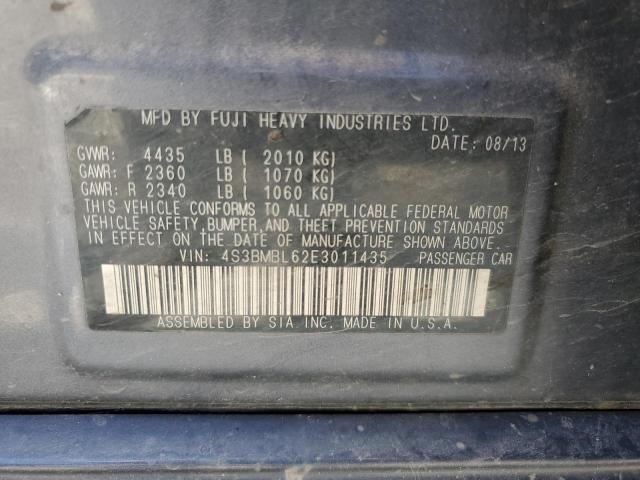 MFD BY FUJI HEAVY INDUSTRIES LTD.
DATE: 08/13
GVWR: 4435 LB ( 2010 KG)
GAWR: F 2360 LB ( 1070 KG)
GAWR: R 2340 LB ( 1060 KG)
THIS VEHICLE CONFORMS TO ALL APPLICABLE FEDERAL MOTOR
VEHICLE SAFETY, BUMPER, AND THEFT PREVENTION STANDARDS
IN EFFECT ON THE DATE OF MANUFACTURE SHOWN ABOVE.
VIN: 4S3BMBL62E3011435 PASSENGER CAR
ASSEMBLED BY SIA INC. MADE IN U.S.A.